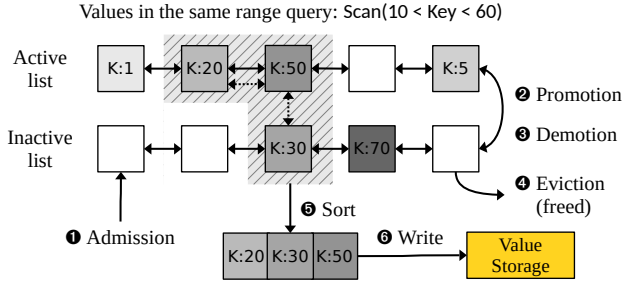 Values in the same range query: Scan(10 < Key < 60)
Active list
K:1 K:20 K:50 K:5
❷ Promotion
❸ Demotion
Inactive list
K:30 K:70
❹ Eviction (freed)
❺ Sort
❶ Admission
❻ Write
K:20 K:30 K:50
Value Storage